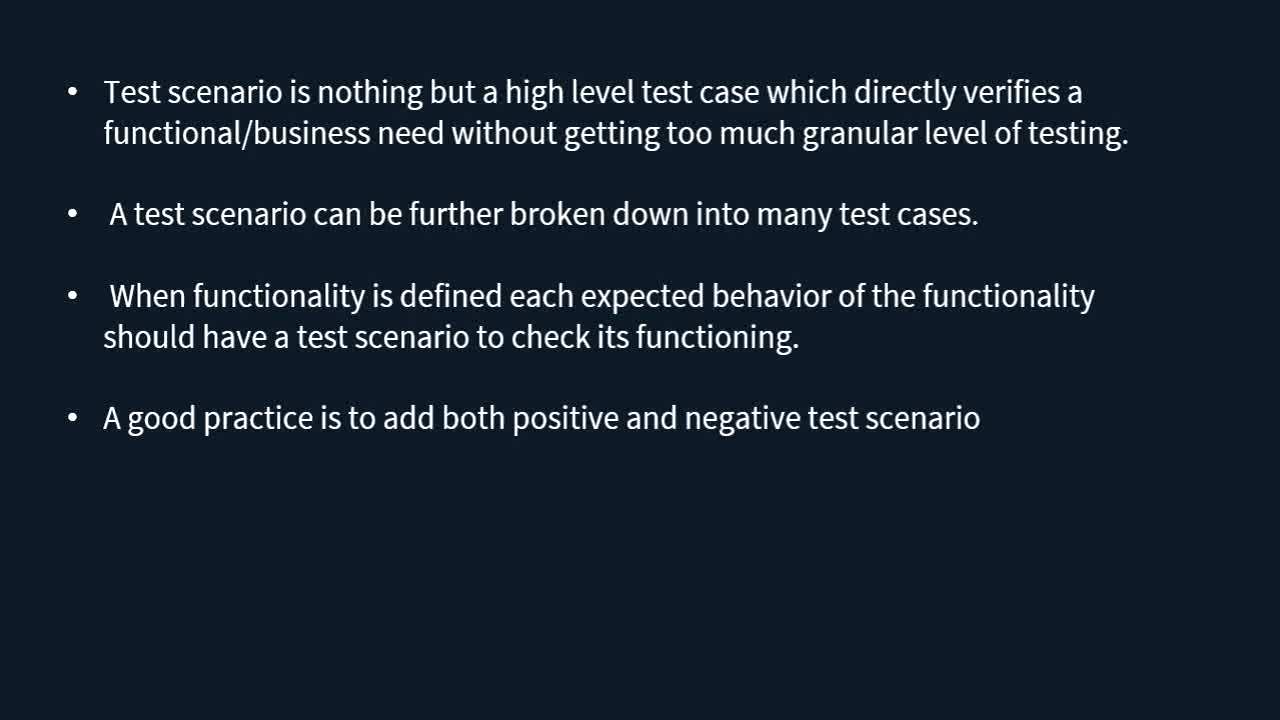 • Test scenario is nothing but a high level test case which directly verifies a
functional/business need without getting too much granular level of testing.
• A test scenario can be further broken down into many test cases.
• When functionality is defined each expected behavior of the functionality
should have a test scenario to check its functioning.
• A good practice is to add both positive and negative test scenario